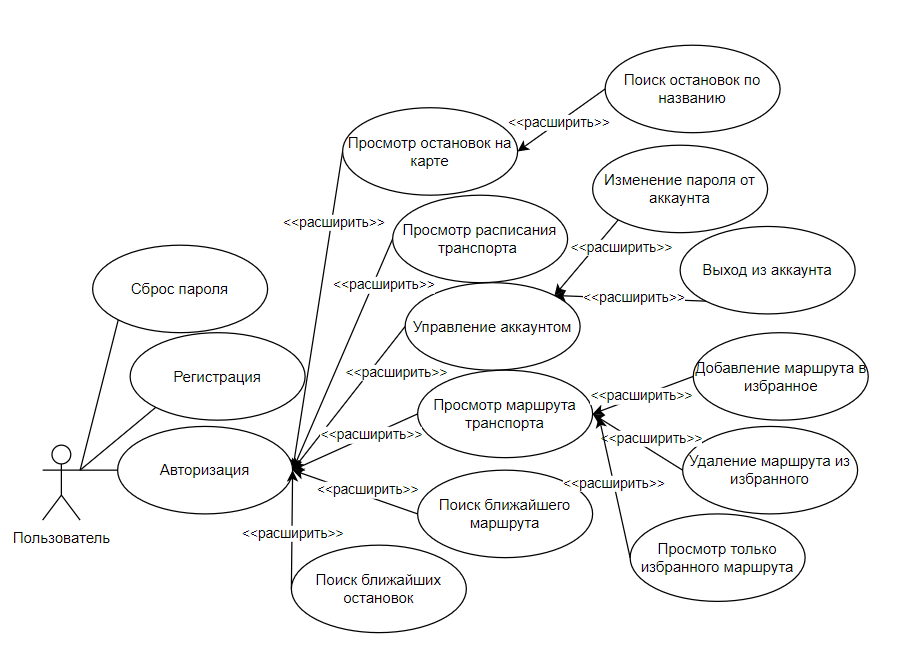 Поиск остановок по
названию
<<расширить>>
Просмотр остановок на
карте
Изменение пароля от
аккаунта
<<расширить>>
Просмотр расписания
транспорта
<<расширить>>
Выход из аккаунта
<<расширить>>
Сброс пароля
<<расширить>>
Управление аккаунтом
<<расширить>>
Регистрация
Добавление маршрута в
избранное
<<расширить>>
Просмотр маршрута
транспорта
<<расширить>>
<<расширить>>
Авторизация
Удаление маршрута из
избранного
<<расширить>>
<<расширить>>
Поиск ближайшего
маршрута
<<расширить>>
Пользователь
Просмотр только
избранного маршрута
Поиск ближайших
остановок